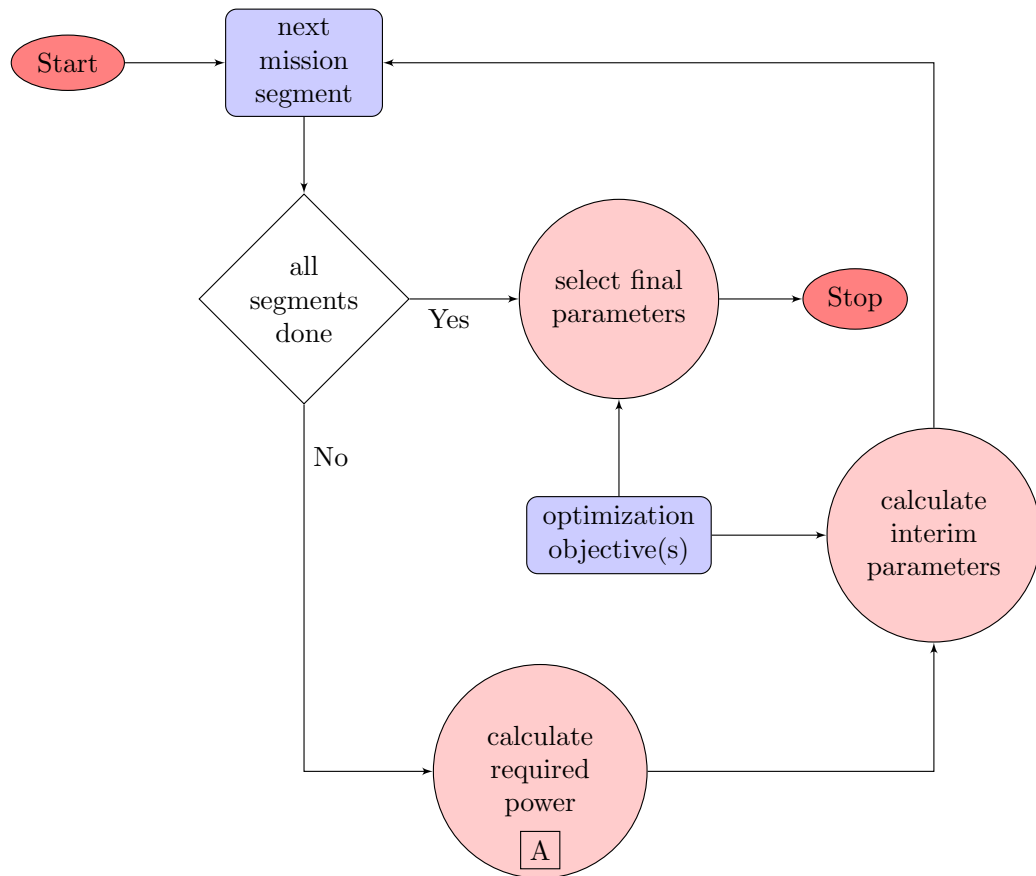 Start
next
mission
segment
all
segments
done
Yes
select final
parameters
Stop
No
optimization
objective(s)
calculate
interim
parameters
calculate
required
power
A